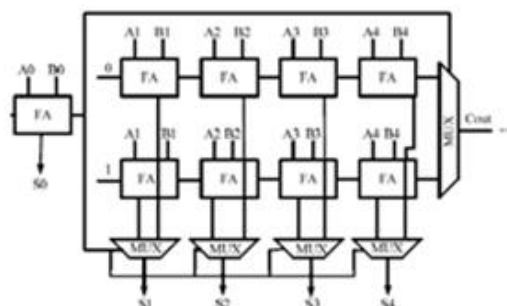 A1 B1 A2 B2 A3 B3 A4 B4
0
A0 B0
FA FA FA FA
FA
MUX
Cout
A1 B1 A2 B2 A3 B3 A4 B4
1
FA FA FA FA
S0
MUX MUX MUX MUX
S1 S2 S3 S4